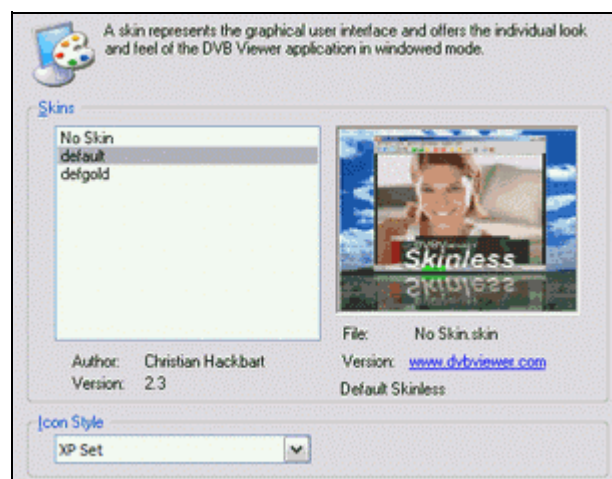 A skin represents the graphical user interface and offers the individual look
and feel of the DVB Viewer application in windowed mode.
Skins
No Skin
default
defgold
Skinless
File: No Skin.skin
Author: Christian Hackbart
Version: www.dvbviewer.com
Version: 2.3
Default Skinless
Icon Style
XP Set